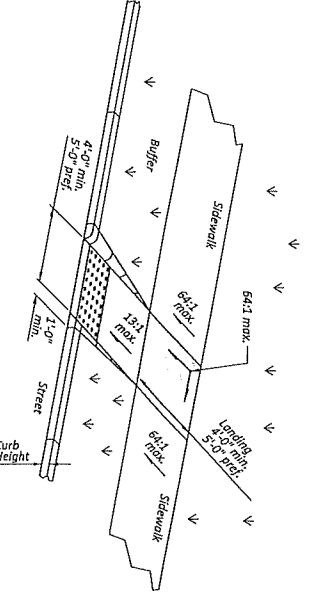 Sidewalk
Buffer
64:1 max.
64:1
max.
4'-0" min.
5'-0" pref.
13:1
max.
Landing
4'-0" min.
5'-0" pref.
1'-0"
min.
64:1
max.
Street
Sidewalk
Curb
Height